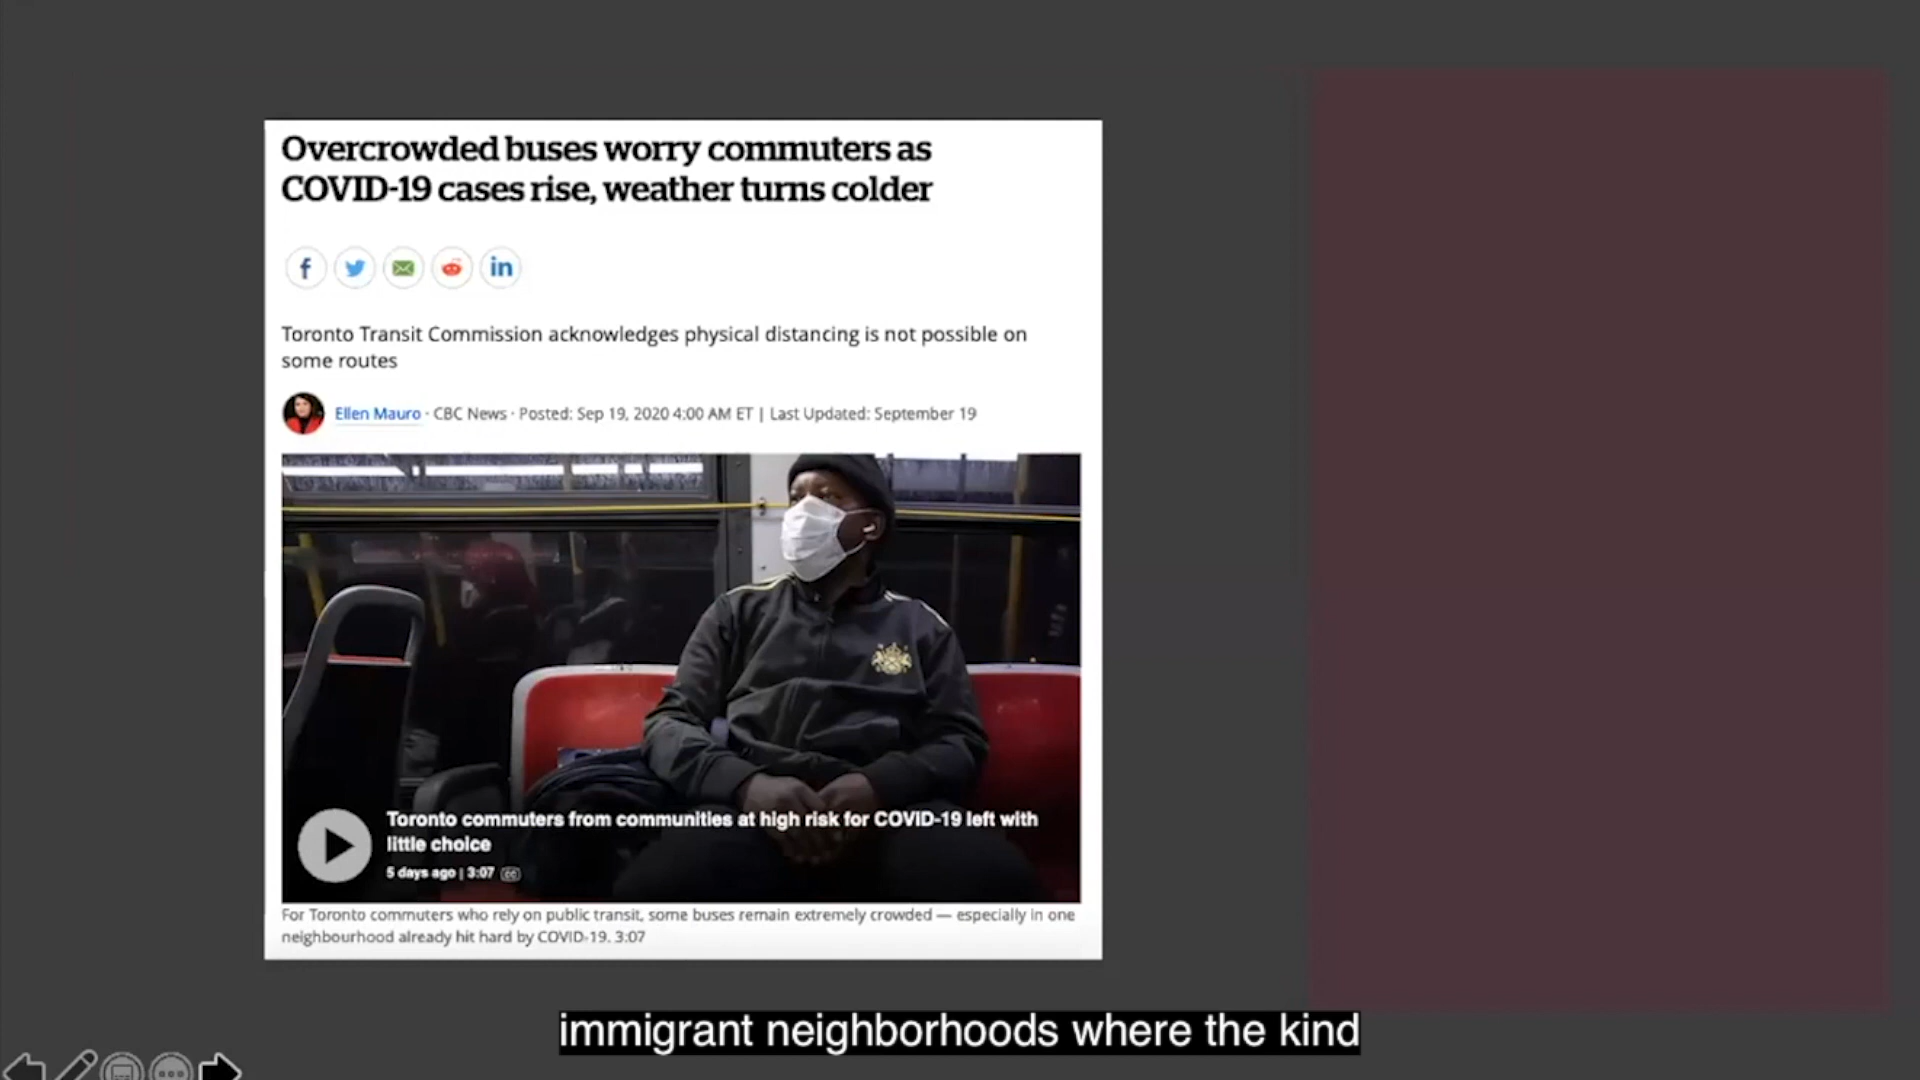 Overcrowded buses worry commuters as
COVID-19 cases rise, weather turns colder
f
in
Toronto Transit Commission acknowledges physical distancing is not possible on
some routes
Ellen Mauro · CBC News · Posted: Sep 19, 2020 4:00 AM ET | Last Updated: September 19
Toronto commuters from communities at high risk for COVID-19 left with
little choice
5 days ago | 3:07 cc
For Toronto commuters who rely on public transit, some buses remain extremely crowded — especially in one
neighbourhood already hit hard by COVID-19. 3:07
immigrant neighborhoods where the kind